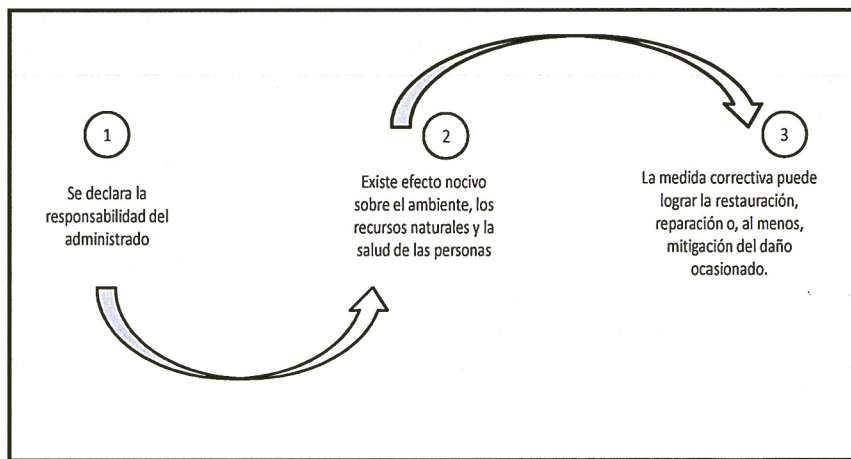 1
Se declara la
responsabilidad del
administrado
2
Existe efecto nocivo
sobre el ambiente, los
recursos naturales y la
salud de las personas
3
La medida correctiva puede
lograr la restauración,
reparación o, al menos,
mitigación del daño
ocasionado.